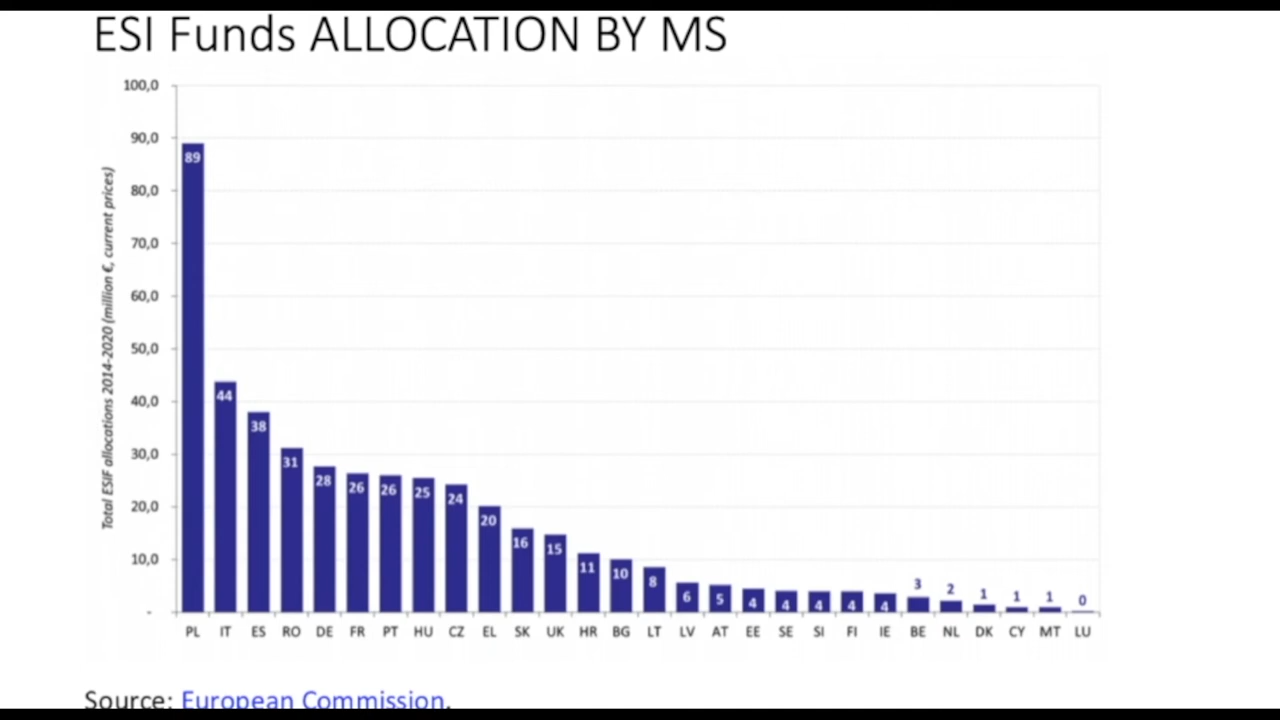 ESI Funds ALLOCATION BY MS
Total ESIF allocations 2014-2020 (million €, current prices)
100,0
90,0
80,0
70,0
60,0
50,0
40,0
30,0
20,0
10,0
-
89 44 38 31 28 26 26 25 24 20 16 15 11 10 8 6 5 4 4 4 4 4 3 2 1 1 1 0
PL IT ES RO DE FR PT HU CZ EL SK UK HR BG LT LV AT EE SE SI FI IE BE NL DK CY MT LU
Source: European Commission.